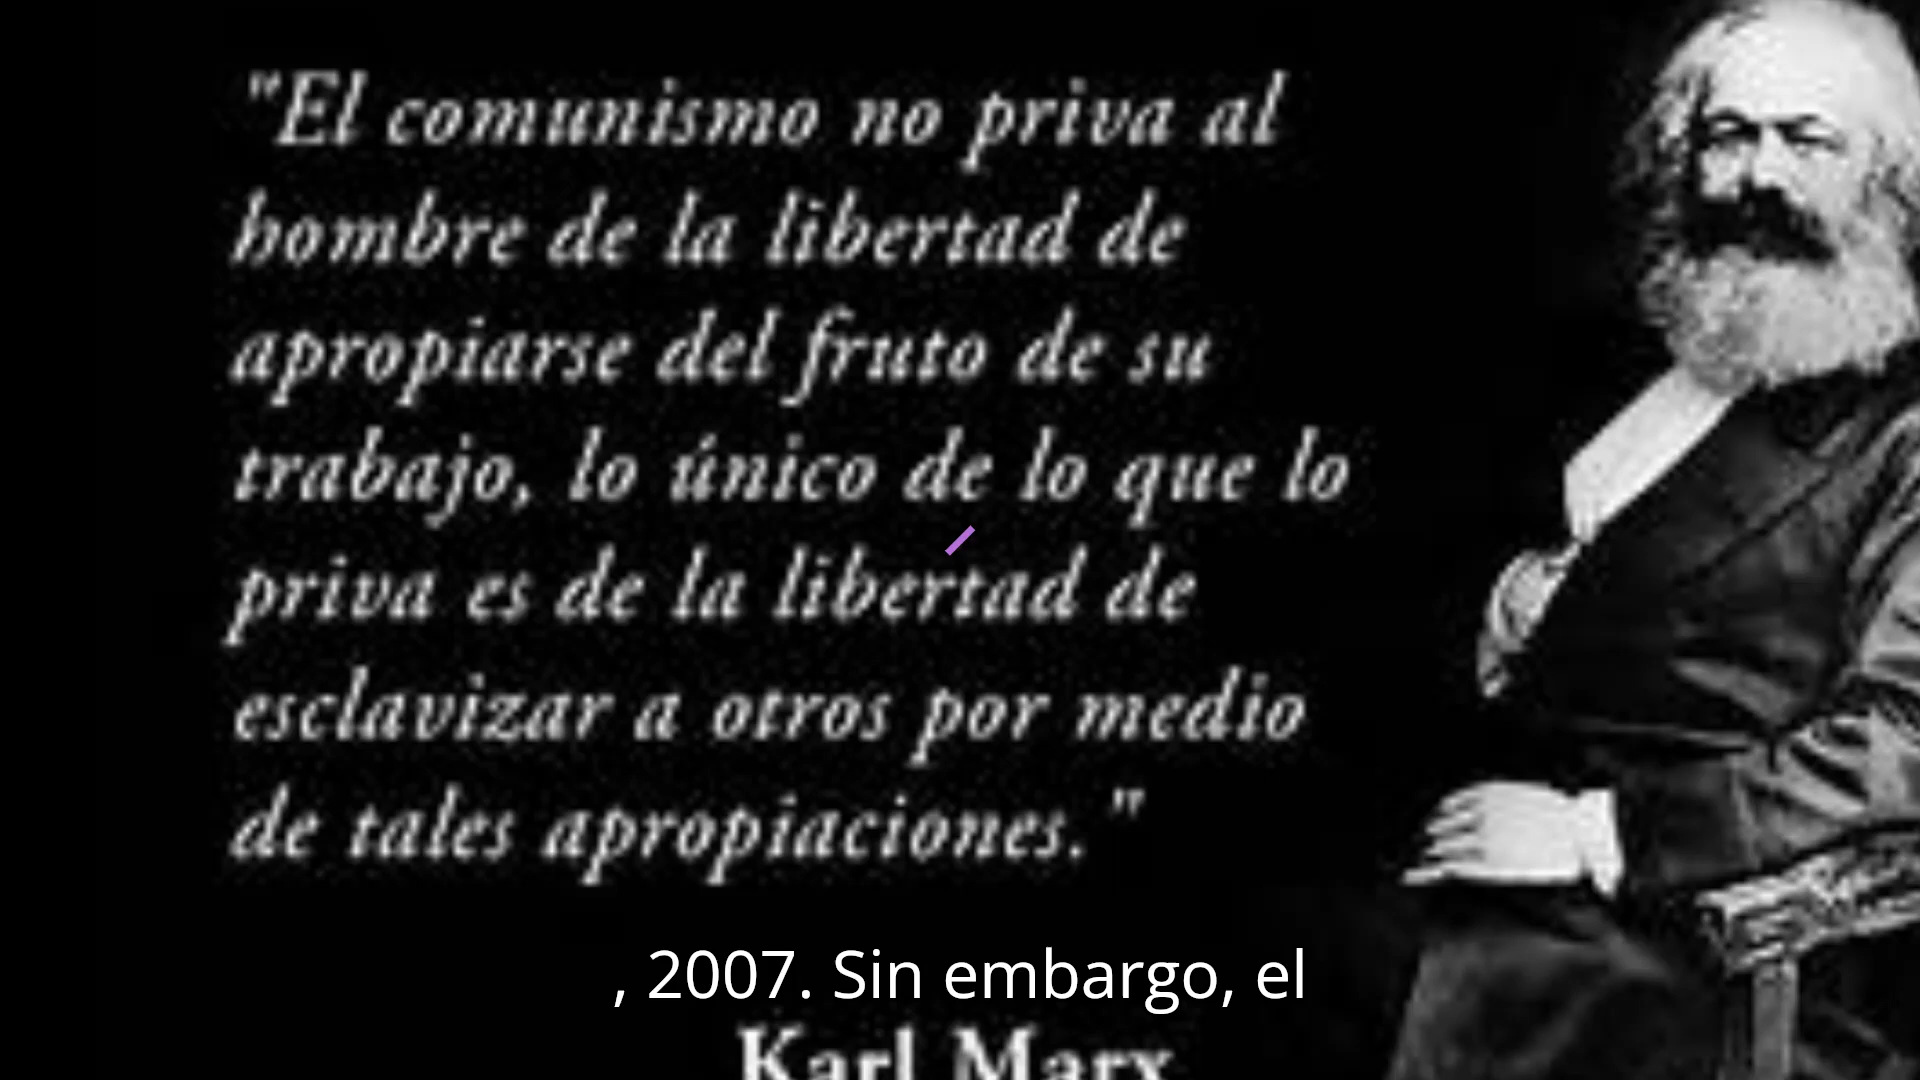 "El comunismo no priva al
hombre de la libertad de
apropiarse del fruto de su
trabajo, lo único de lo que lo
priva es de la libertad de
esclavizar a otros por medio
de tales apropiaciones."
, 2007. Sin embargo, el
Karl Marx